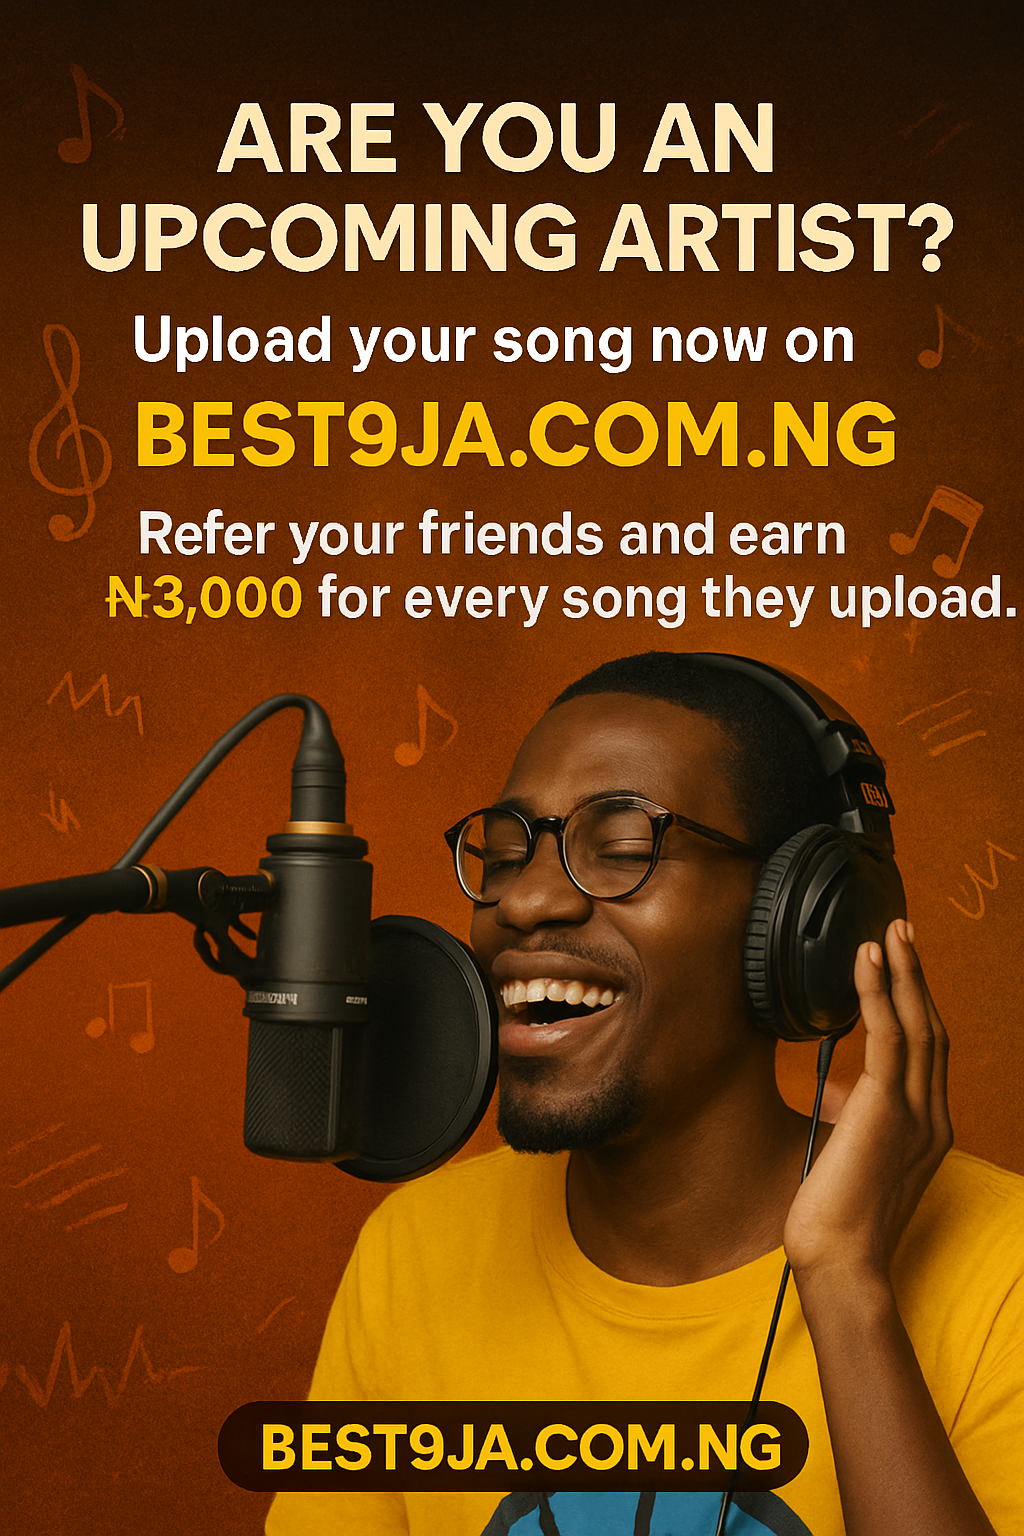 ARE YOU AN
UPCOMING ARTIST?
Upload your song now on
BEST9JA.COM.NG
Refer your friends and earn
₦3,000 for every song they upload.
BEST9JA.COM.NG